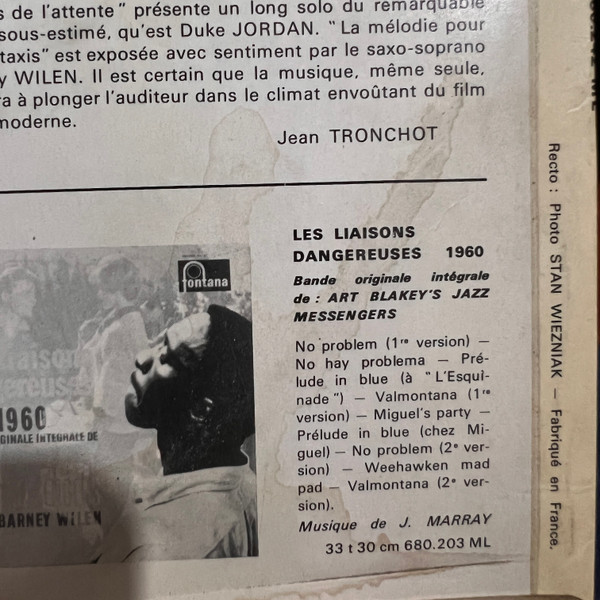 s de l'attente" présente un long solo du remarquable
sous-estimé, qu'est Duke JORDAN. "La mélodie pour
taxis" est exposée avec sentiment par le saxo-soprano
y WILEN. Il est certain que la musique, même seule,
ra à plonger l'auditeur dans le climat envoûtant du film
moderne.
Jean TRONCHOT
LES LIAISONS
DANGEREUSES 1960
Bande originale intégrale
de : ART BLAKEY'S JAZZ
MESSENGERS
No problem (1re version) —
No hay problema — Pré-
lude in blue (à "L'Esqui-
nade") — Valmontana (1re
version) — Miguel's party —
Prélude in blue (chez Mi-
guel) — No problem (2e ver-
sion) — Weehawken mad
pad — Valmontana (2e ver-
sion).
Musique de J. MARRAY
33 t 30 cm 680.203 ML
fontana
1960
GINALE INTEGRALE DE
BARNEY WILEN
Recto : Photo STAN WIEZNIAK — Fabriqué en France.